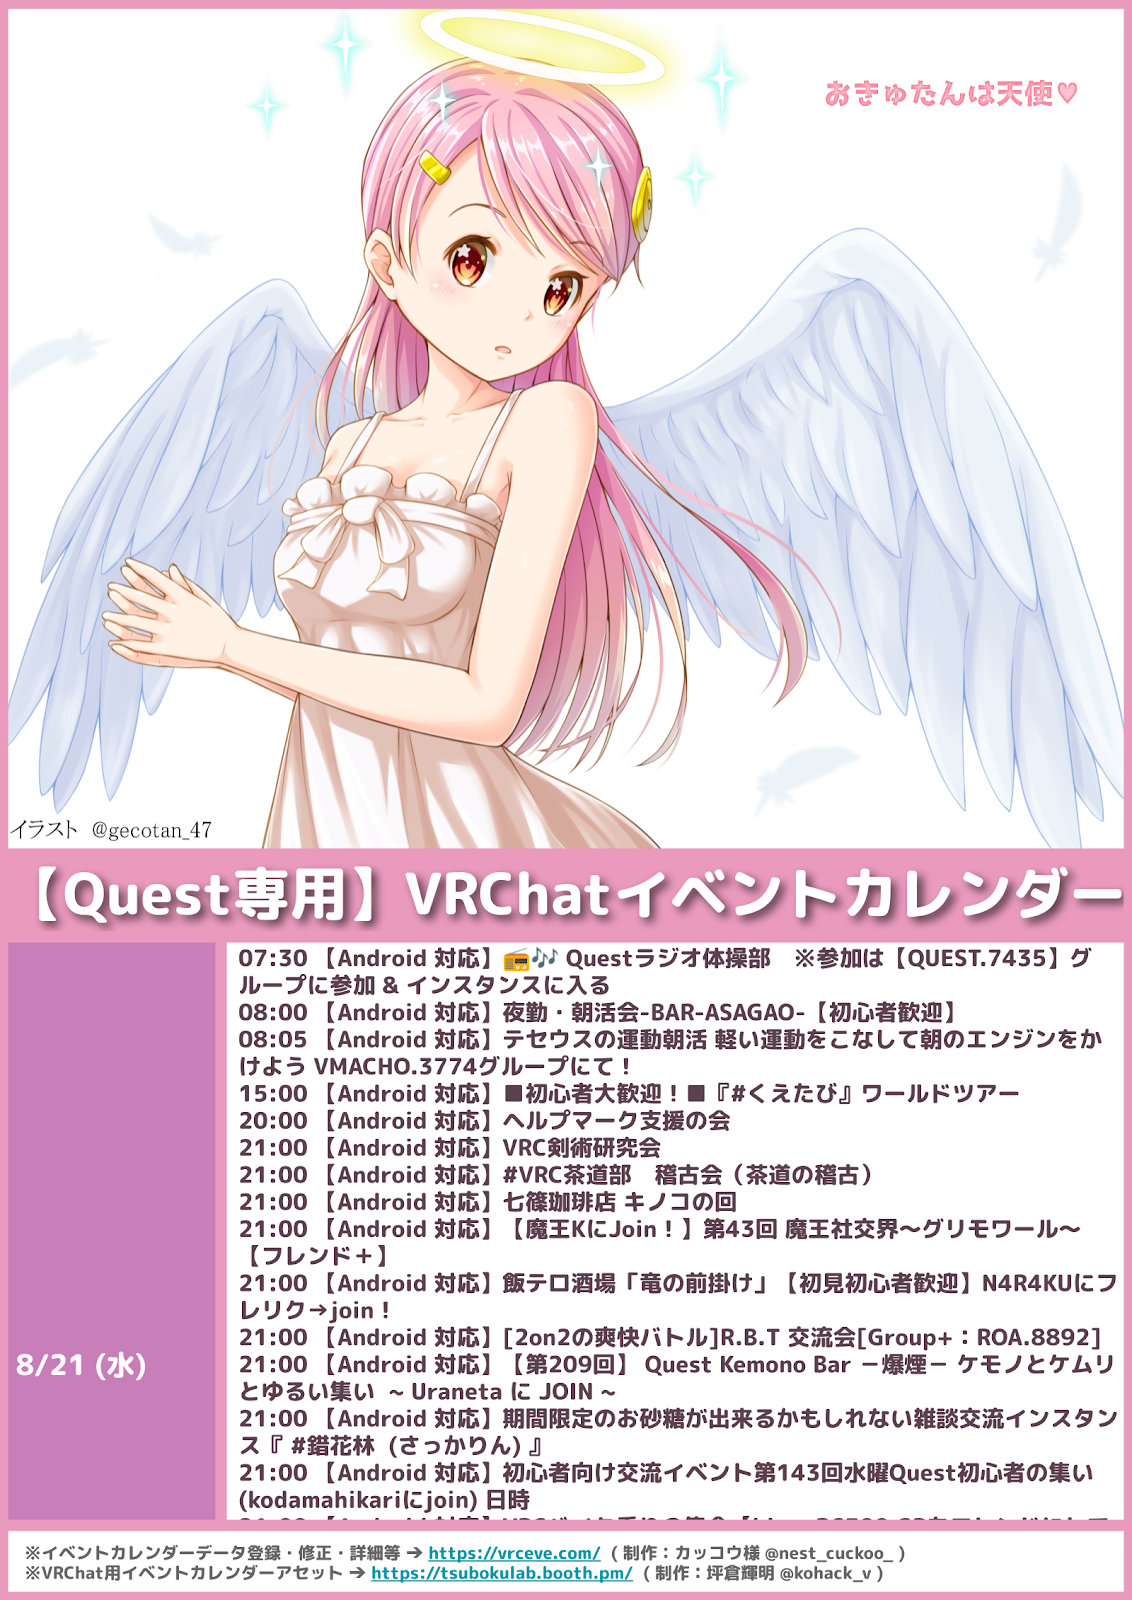 おきゅたんは天使♥
イラスト @gecotan_47
【Quest専用】VRChatイベントカレンダー
8/21 (水)
07:30 【Android 対応】📻🎶 Questラジオ体操部　※参加は【QUEST.7435】グ
ループに参加 & インスタンスに入る
08:00 【Android 対応】夜勤・朝活会-BAR-ASAGAO-【初心者歓迎】
08:05 【Android 対応】テセウスの運動朝活 軽い運動をこなして朝のエンジンをか
けよう VMACHO.3774グループにて！
15:00 【Android 対応】■初心者大歓迎！■『#くえたび』ワールドツアー
20:00 【Android 対応】ヘルプマーク支援の会
21:00 【Android 対応】VRC剣術研究会
21:00 【Android 対応】#VRC茶道部　稽古会（茶道の稽古）
21:00 【Android 対応】七篠珈琲店 キノコの回
21:00 【Android 対応】【魔王KにJoin！】第43回 魔王社交界～グリモワール～
【フレンド＋】
21:00 【Android 対応】飯テロ酒場「竜の前掛け」【初見初心者歓迎】N4R4KUにフ
レリク→join！
21:00 【Android 対応】[2on2の爽快バトル]R.B.T 交流会[Group+：ROA.8892]
21:00 【Android 対応】【第209回】 Quest Kemono Bar －爆煙－ ケモノとケムリ
とゆるい集い ~ Uraneta に JOIN ~
21:00 【Android 対応】期間限定のお砂糖が出来るかもしれない雑談交流インスタン
ス『 #錯花林（さっかりん) 』
21:00 【Android 対応】初心者向け交流イベント第143回水曜Quest初心者の集い
(kodamahikariにjoin) 日時
※イベントカレンダーデータ登録・修正・詳細等 ➔ https://vrceve.com/ ( 制作：カッコウ様 @nest_cuckoo_ )
※VRChat用イベントカレンダーアセット ➔ https://tsubokulab.booth.pm/ ( 制作：坪倉輝明 @kohack_v )